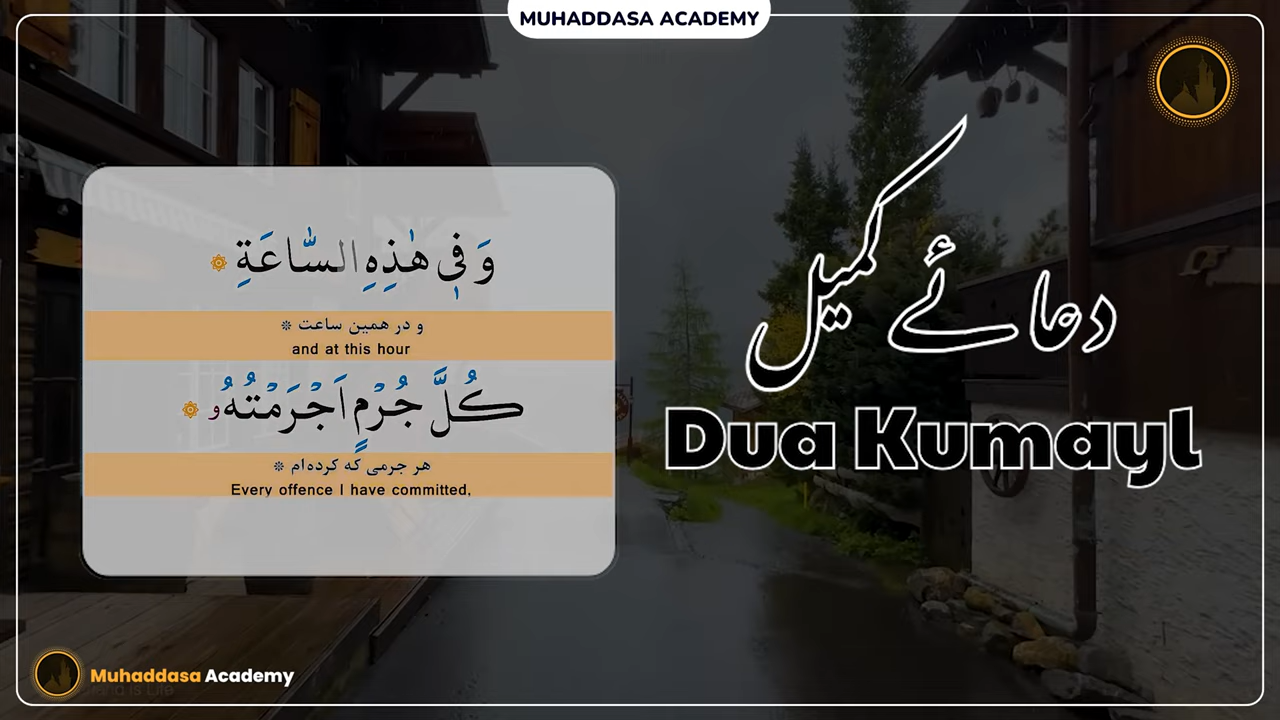 MUHADDASA ACADEMY
وَ فِیْ هٰذِهِ السَّاعَةِ
و در همین ساعت
and at this hour
كُلَّ جُرْمٍ اَجْرَمْتُهُو
هر جرمی که کرده‌ام
Every offence I have committed,
دعائے کمیل
Dua Kumayl
Muhaddasa Academy